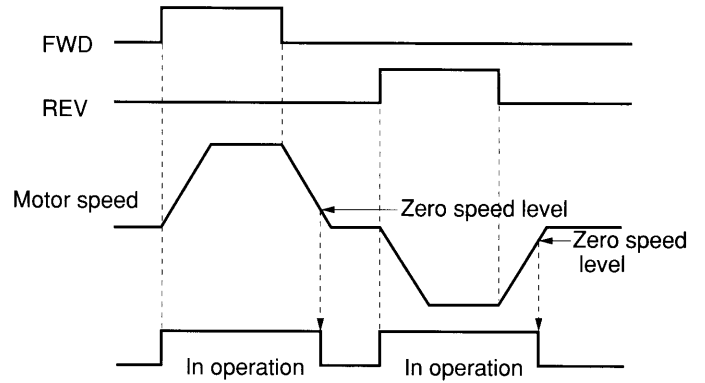 FWD
REV
Motor speed
Zero speed level
Zero speed
level
In operation
In operation